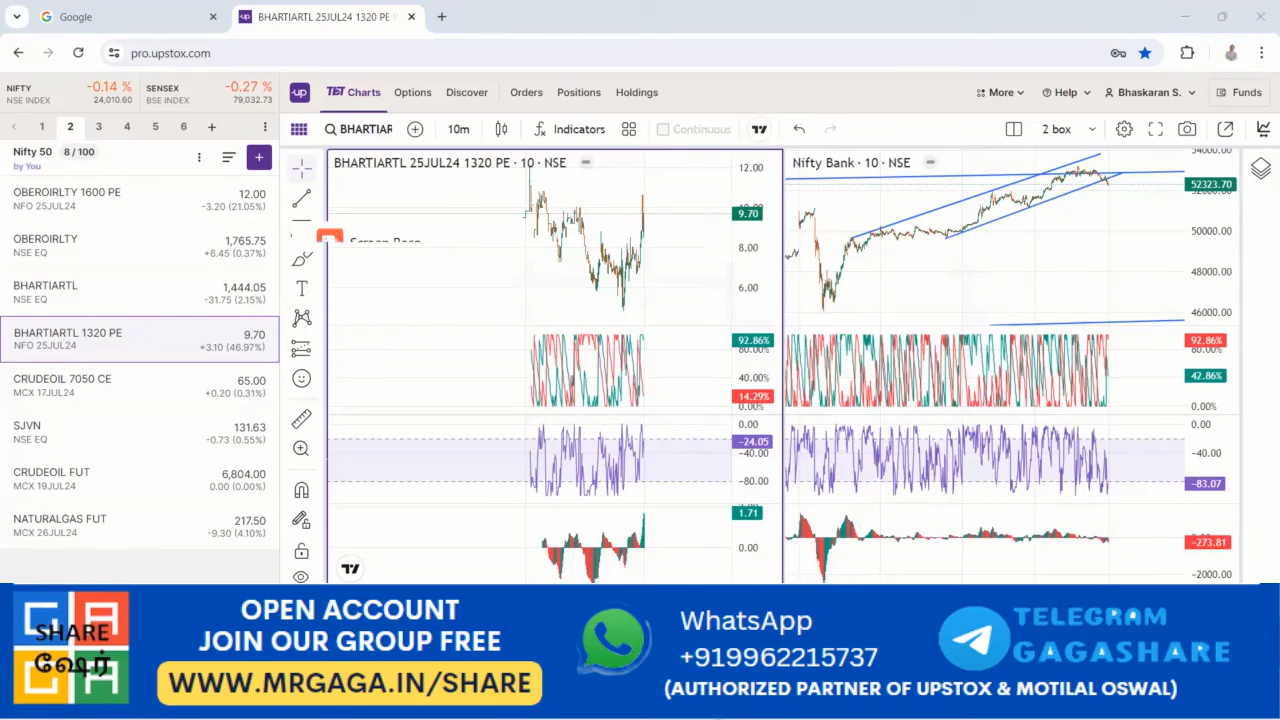 Google
BHARTIARTL 25JUL24 1320 PE
pro.upstox.com
NIFTY -0.14 %
NSE INDEX 24,010.60
SENSEX -0.27 %
BSE INDEX 79,032.73
TBT Charts Options Discover Orders Positions Holdings
More Help Bhaskaran S. Funds
1 2 3 4 5 6
BHARTIAR 10m Indicators Continuous 2 box
Nifty 50 8 / 100
by You
OBEROIRLTY 1600 PE 12.00
NFO 25JUL24 -3.20 (21.05%)
OBEROIRLTY 1,765.75
NSE EQ +6.45 (0.37%)
BHARTIARTL 1,444.05
NSE EQ -31.75 (2.15%)
BHARTIARTL 1320 PE 9.70
NFO 25JUL24 +3.10 (46.97%)
CRUDEOIL 7050 CE 65.00
MCX 17JUL24 +0.20 (0.31%)
SJVN 131.63
NSE EQ -0.73 (0.55%)
CRUDEOIL FUT 6,804.00
MCX 19JUL24 0.00 (0.00%)
NATURALGAS FUT 217.50
MCX 26JUL24 -9.30 (4.10%)
BHARTIARTL 25JUL24 1320 PE · 10 · NSE
12.00
9.70
8.00
6.00
92.86%
80.00%
40.00%
14.29%
0.00%
0.00
−24.05
−40.00
−80.00
1.71
0.00
Nifty Bank · 10 · NSE
54000.00
52323.70
52000.00
50000.00
48000.00
46000.00
92.86%
80.00%
42.86%
0.00%
0.00
−40.00
−83.07
−273.81
−2000.00
GAGA
SHARE
ஷேர்
OPEN ACCOUNT
JOIN OUR GROUP FREE
WWW.MRGAGA.IN/SHARE
WhatsApp
+919962215737
TELEGRAM
GAGASHARE
(AUTHORIZED PARTNER OF UPSTOX & MOTILAL OSWAL)